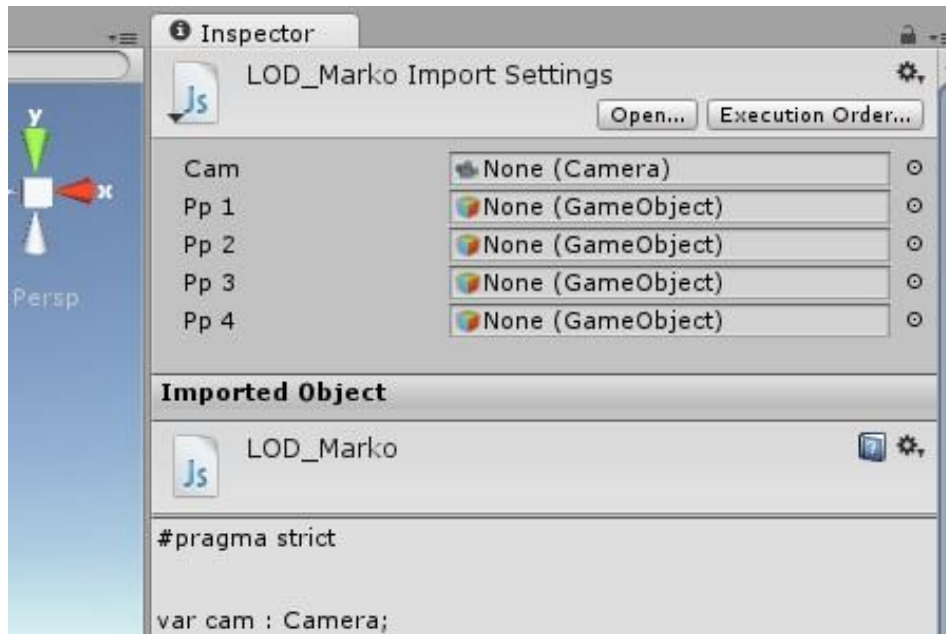 Inspector
LOD_Marko Import Settings
Js
Open... Execution Order...
y
x
Persp
Cam None (Camera)
Pp 1 None (GameObject)
Pp 2 None (GameObject)
Pp 3 None (GameObject)
Pp 4 None (GameObject)
Imported Object
LOD_Marko
Js
#pragma strict
var cam : Camera;